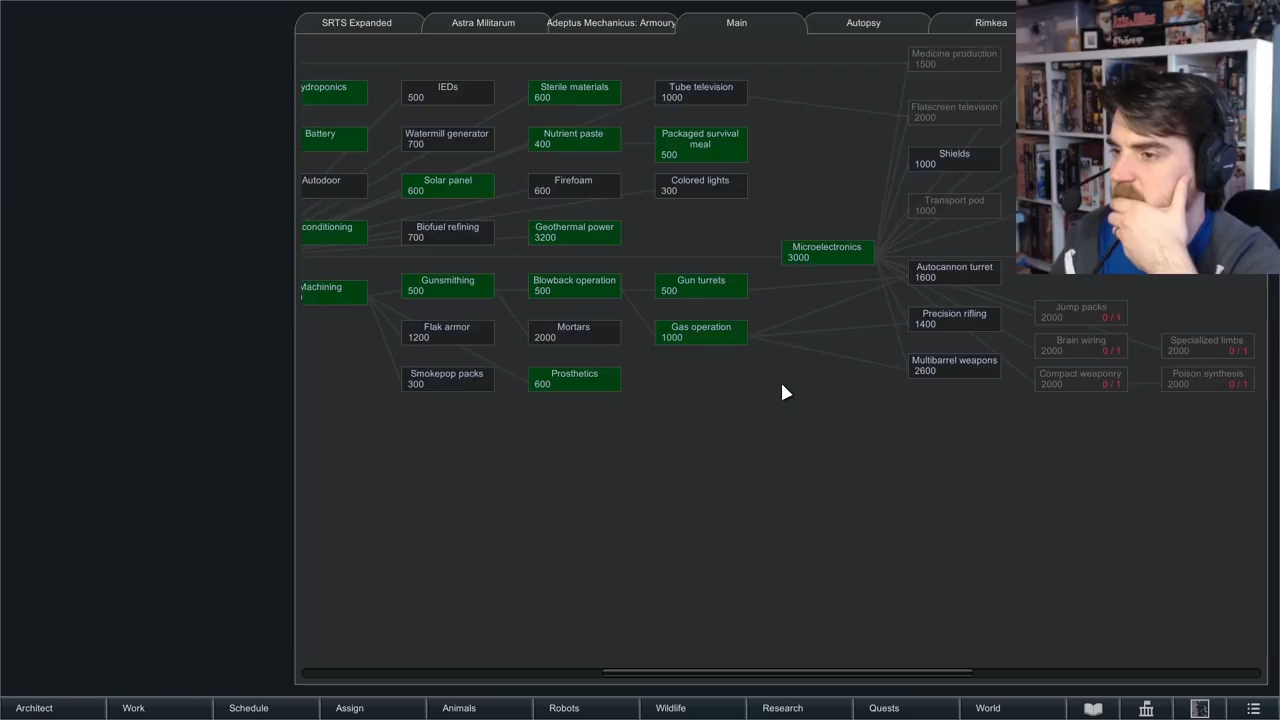 SRTS Expanded
Astra Militarum
Adeptus Mechanicus: Armoury
Main
Autopsy
Rimkea
Medicine production
1500
ydroponics
IEDs
500
Sterile materials
600
Tube television
1000
Flatscreen television
2000
Battery
Watermill generator
700
Nutrient paste
400
Packaged survival
meal
500
Shields
1000
Autodoor
Solar panel
600
Firefoam
600
Colored lights
300
Transport pod
1000
conditioning
Biofuel refining
700
Geothermal power
3200
Microelectronics
3000
Machining
Gunsmithing
500
Blowback operation
500
Gun turrets
500
Autocannon turret
1600
Flak armor
1200
Mortars
2000
Gas operation
1000
Precision rifling
1400
Jump packs
2000 0 / 1
Smokepop packs
300
Prosthetics
600
Multibarrel weapons
2600
Brain wiring
2000 0 / 1
Specialized limbs
2000 0 / 1
Compact weaponry
2000 0 / 1
Poison synthesis
2000 0 / 1
Architect
Work
Schedule
Assign
Animals
Robots
Wildlife
Research
Quests
World